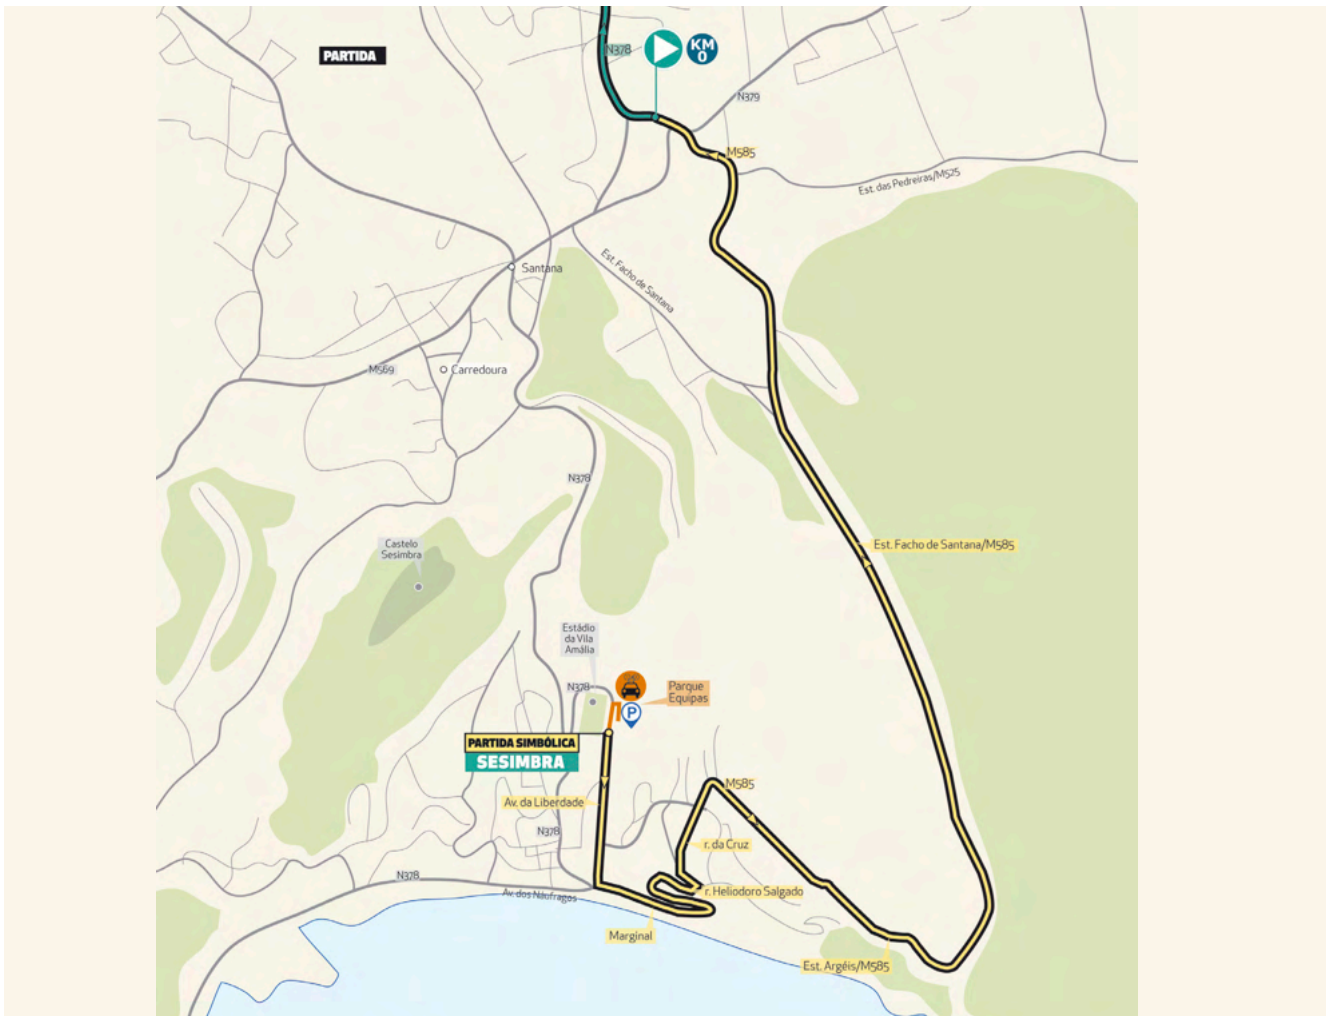 PARTIDA
N378
KM
0
N379
M585
Est. das Pedreiras/M525
Est. Facho de Santana
Santana
M569
Carredoura
N378
Castelo
Sesimbra
Est. Facho de Santana/M585
Estádio
da Vila
Amália
N378
Parque
Equipas
P
PARTIDA SIMBÓLICA
SESIMBRA
M585
Av. da Liberdade
N378
r. da Cruz
N378
Av. dos Náufragos
r. Heliodoro Salgado
Marginal
Est. Argéis/M585